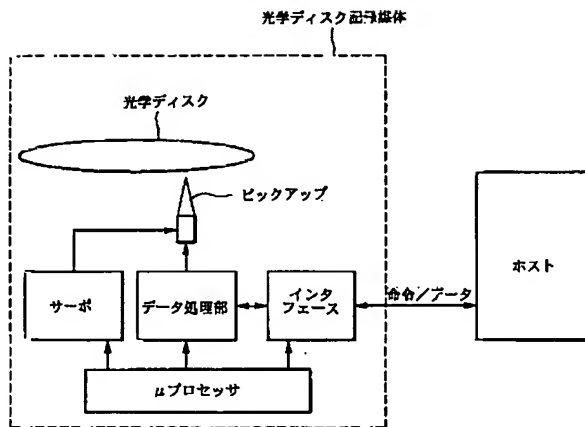 光学ディスク記録媒体
光学ディスク
ピックアップ
サーボ
データ処理部
インタ
フェース
命令/データ
ホスト
μプロセッサ